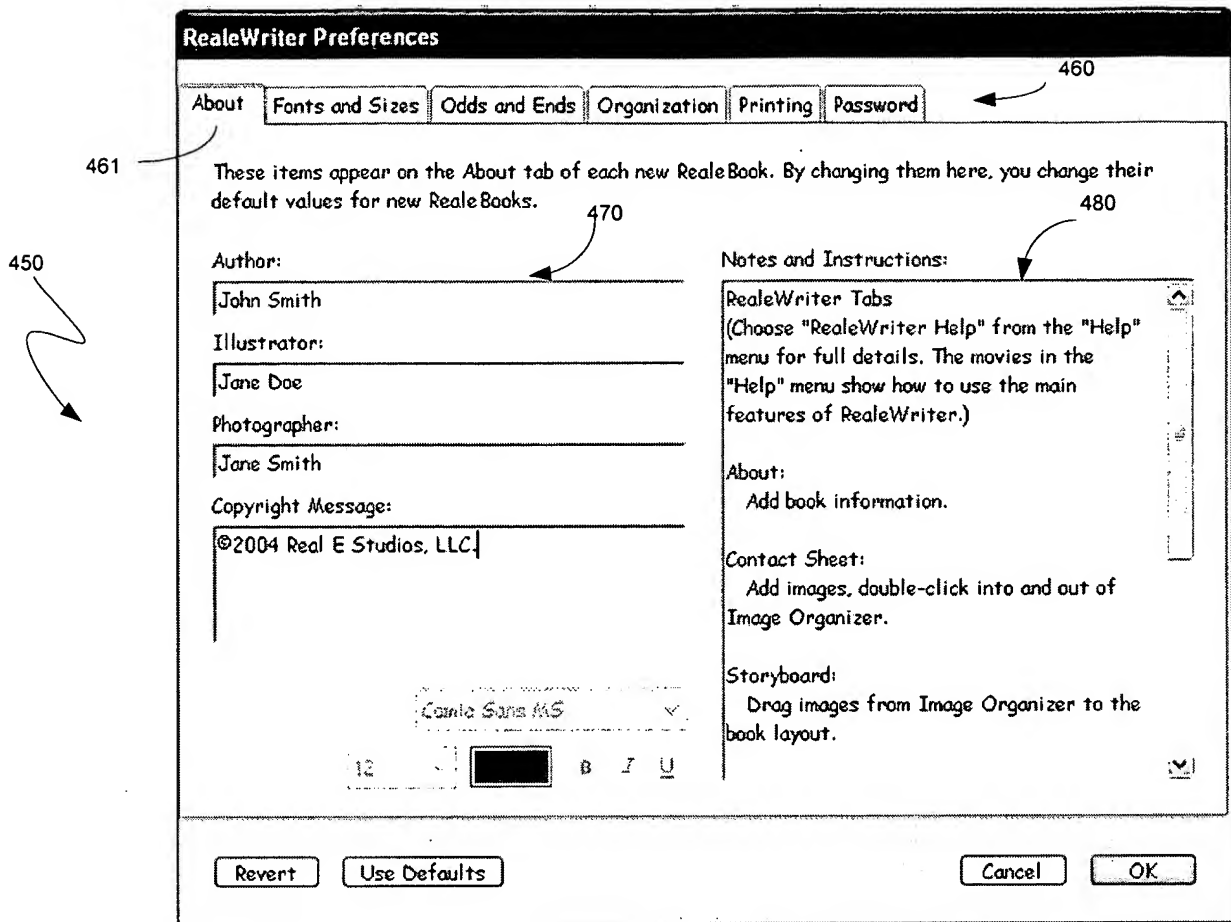 RealeWriter Preferences
460
About Fonts and Sizes Odds and Ends Organization Printing Password
461
These items appear on the About tab of each new RealeBook. By changing them here, you change their
default values for new RealeBooks.
470
480
450
Author:
John Smith
Illustrator:
Jane Doe
Photographer:
Jane Smith
Copyright Message:
©2004 Real E Studios, LLC.
Notes and Instructions:
RealeWriter Tabs
(Choose "RealeWriter Help" from the "Help"
menu for full details. The movies in the
"Help" menu show how to use the main
features of RealeWriter.)
About:
Add book information.
Contact Sheet:
Add images, double-click into and out of
Image Organizer.
Storyboard:
Drag images from Image Organizer to the
book layout.
Comic Sans MS
12 B I U
Revert Use Defaults Cancel OK